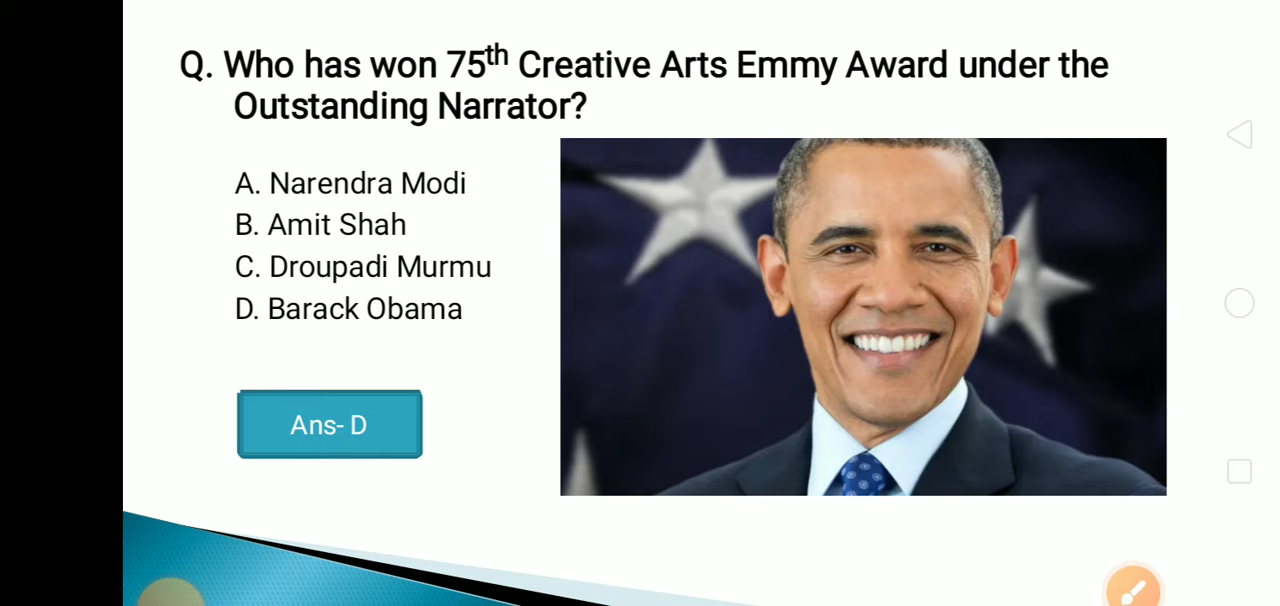 Q. Who has won 75th Creative Arts Emmy Award under the
Outstanding Narrator?
A. Narendra Modi
B. Amit Shah
C. Droupadi Murmu
D. Barack Obama
Ans- D